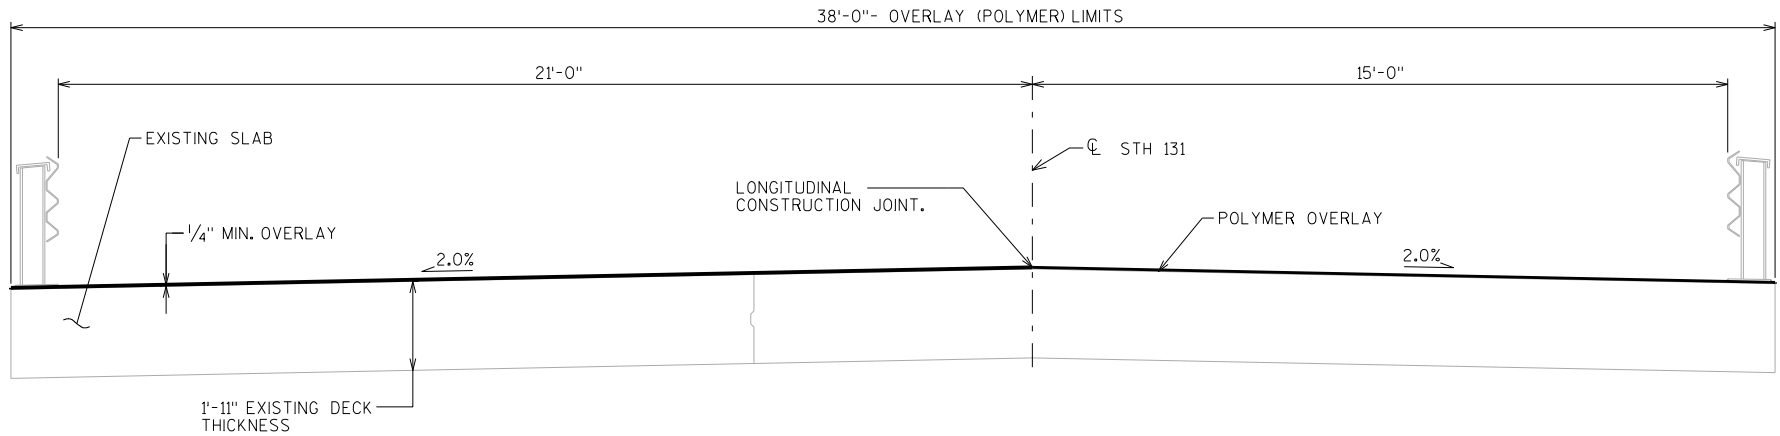 38'-0"- OVERLAY (POLYMER) LIMITS
21'-0"
15'-0"
EXISTING SLAB
℄ STH 131
LONGITUDINAL
CONSTRUCTION JOINT.
POLYMER OVERLAY
1/4" MIN. OVERLAY
2.0%
2.0%
1'-11" EXISTING DECK
THICKNESS